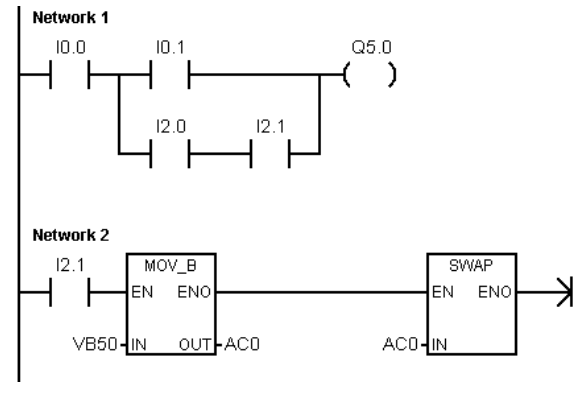 Network 1
I0.0 I0.1 Q5.0
I2.0 I2.1
Network 2
I2.1 MOV_B SWAP
EN ENO EN ENO
VB50 IN OUT AC0 AC0 IN